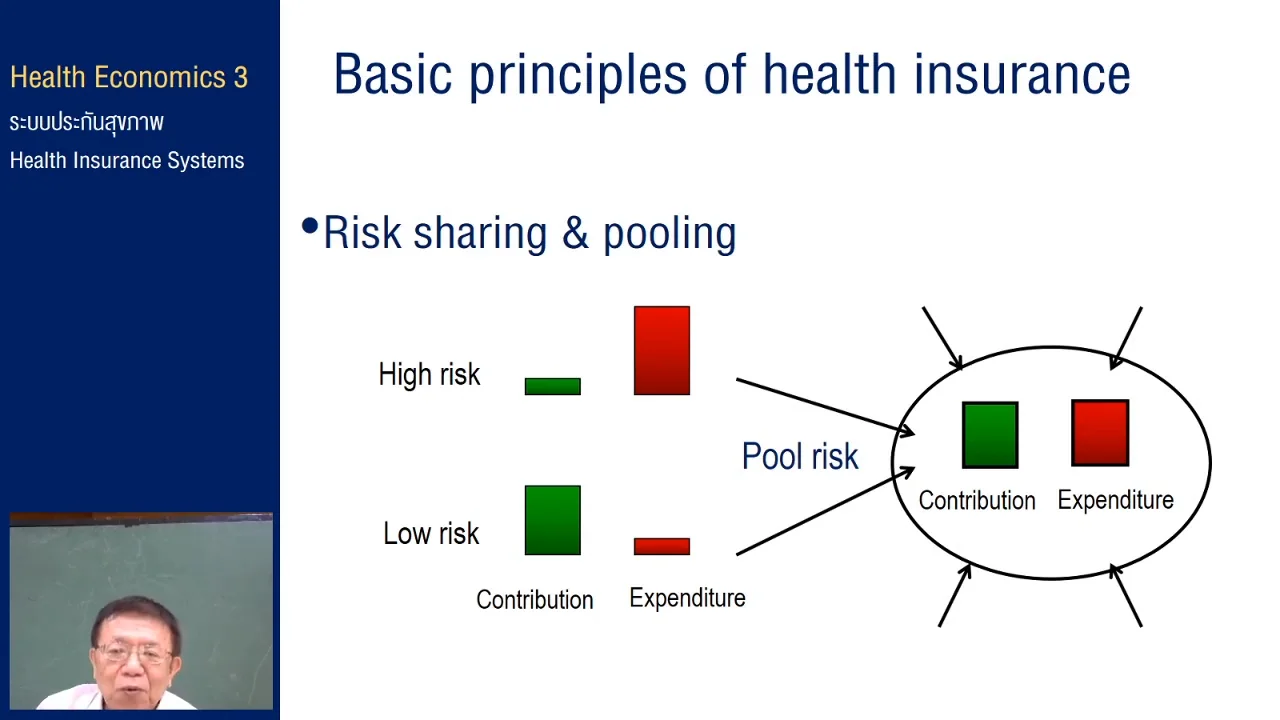 Health Economics 3
ระบบประกันสุขภาพ
Health Insurance Systems
Basic principles of health insurance
•Risk sharing & pooling
High risk
Low risk
Contribution Expenditure
Pool risk
Contribution Expenditure